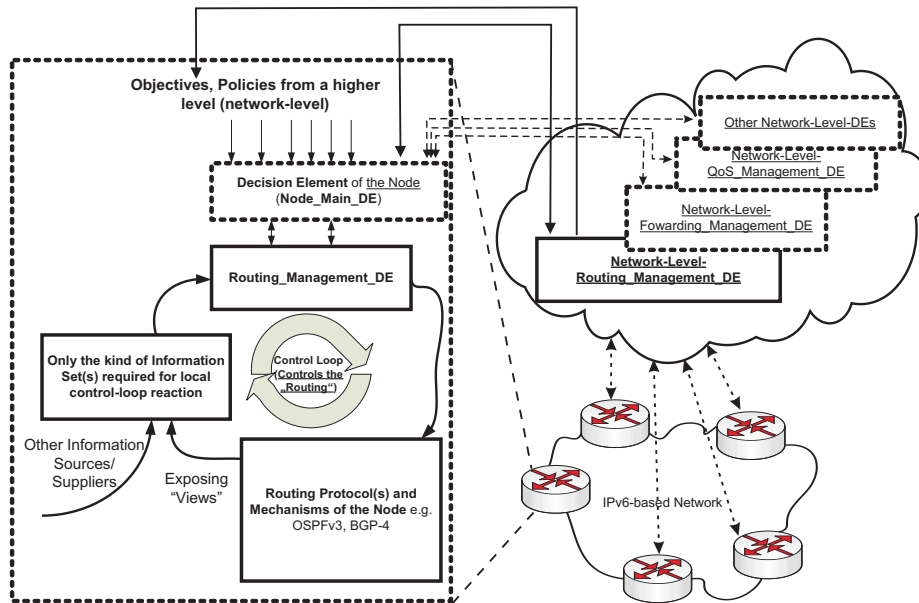 Objectives, Policies from a higher
level (network-level)
Decision Element of the Node
(Node_Main_DE)
Routing_Management_DE
Only the kind of Information
Set(s) required for local
control-loop reaction
Control Loop
(Controls the
„Routing“)
Other Information
Sources/
Suppliers
Exposing
“Views”
Routing Protocol(s) and
Mechanisms of the Node e.g.
OSPFv3, BGP-4
Other Network-Level-DEs
Network-Level-
QoS_Management_DE
Network-Level-
Fowarding_Management_DE
Network-Level-
Routing_Management_DE
IPv6-based Network